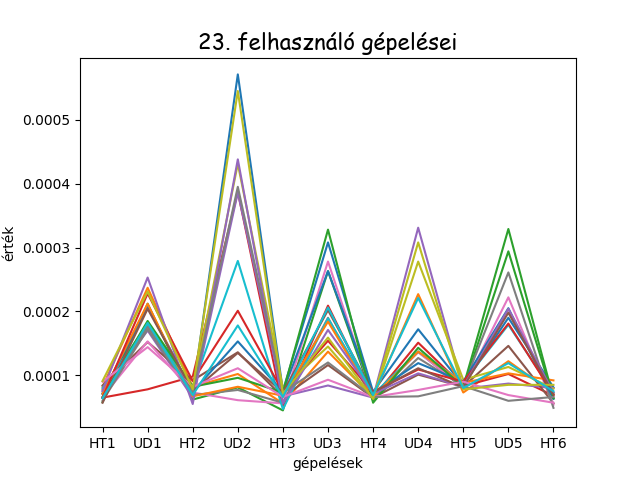 23. felhasználó gépelései
0.0005
0.0004
0.0003
0.0002
0.0001
érték
HT1 UD1 HT2 UD2 HT3 UD3 HT4 UD4 HT5 UD5 HT6
gépelések